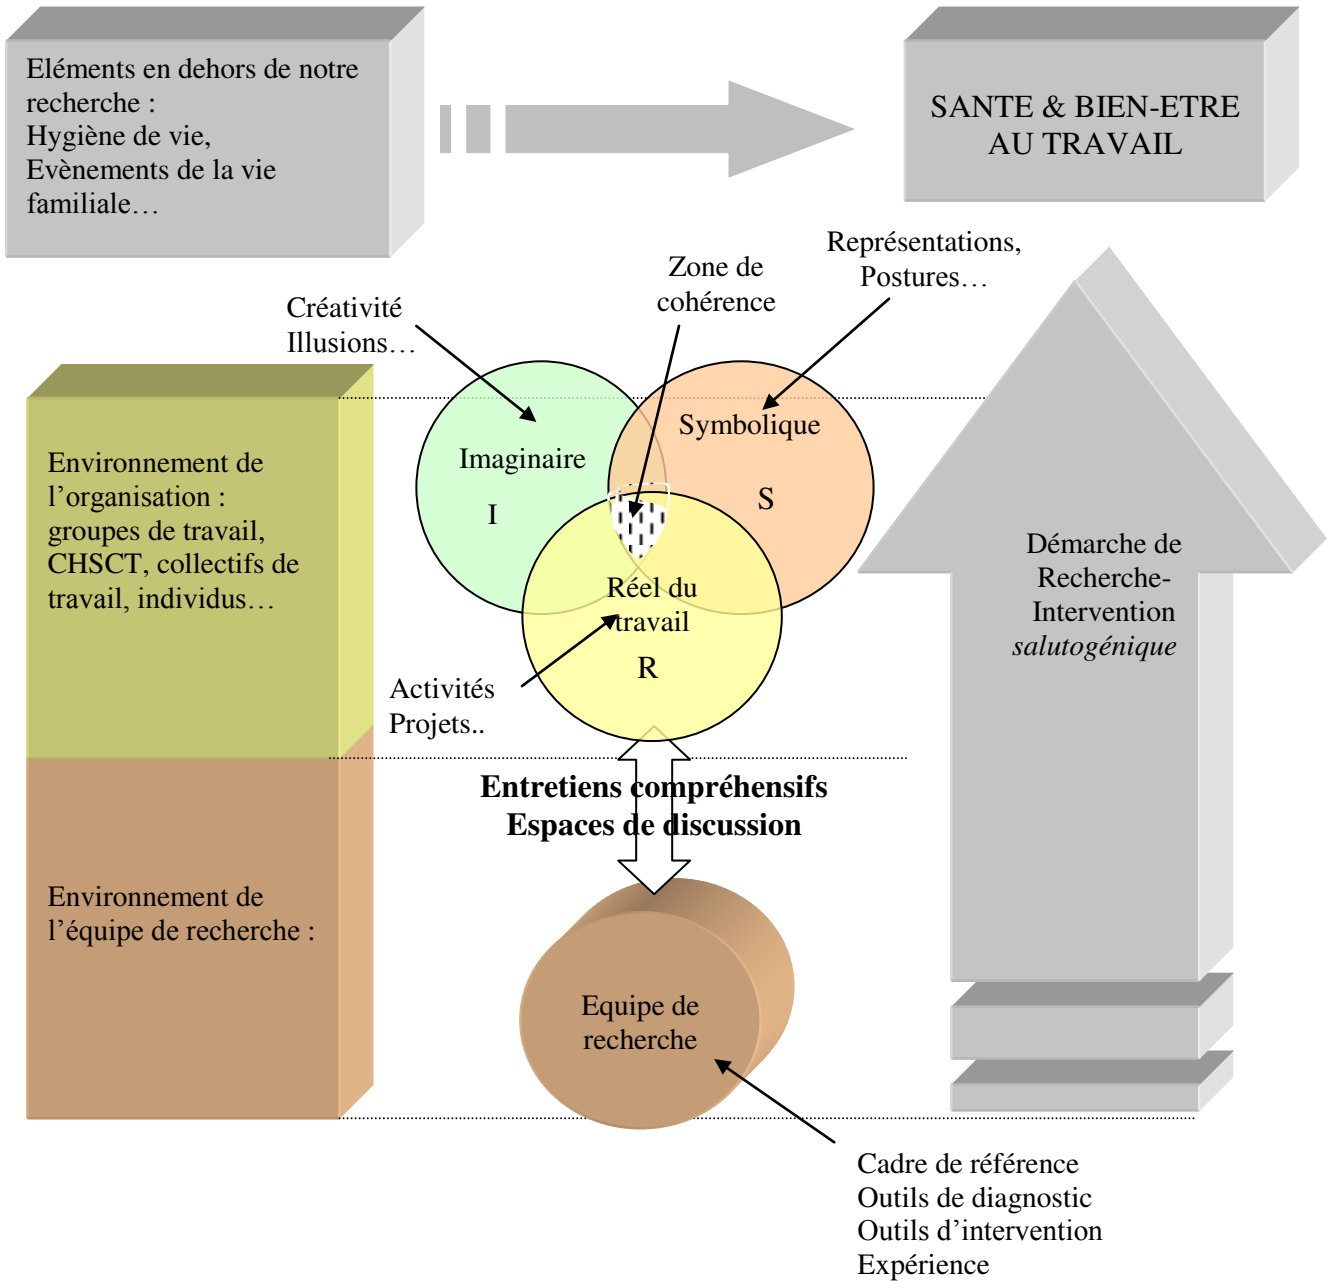 Eléments en dehors de notre
recherche :
Hygiène de vie,
Evènements de la vie
familiale…
SANTE & BIEN-ETRE
AU TRAVAIL
Représentations,
Postures…
Zone de
cohérence
Créativité
Illusions…
Symbolique
S
Imaginaire
I
Environnement de
l’organisation :
groupes de travail,
CHSCT, collectifs de
travail, individus…
Démarche de
Recherche-
Intervention
salutogénique
Réel du
travail
R
Activités
Projets..
Entretiens compréhensifs
Espaces de discussion
Environnement de
l’équipe de recherche :
Equipe de
recherche
Cadre de référence
Outils de diagnostic
Outils d’intervention
Expérience